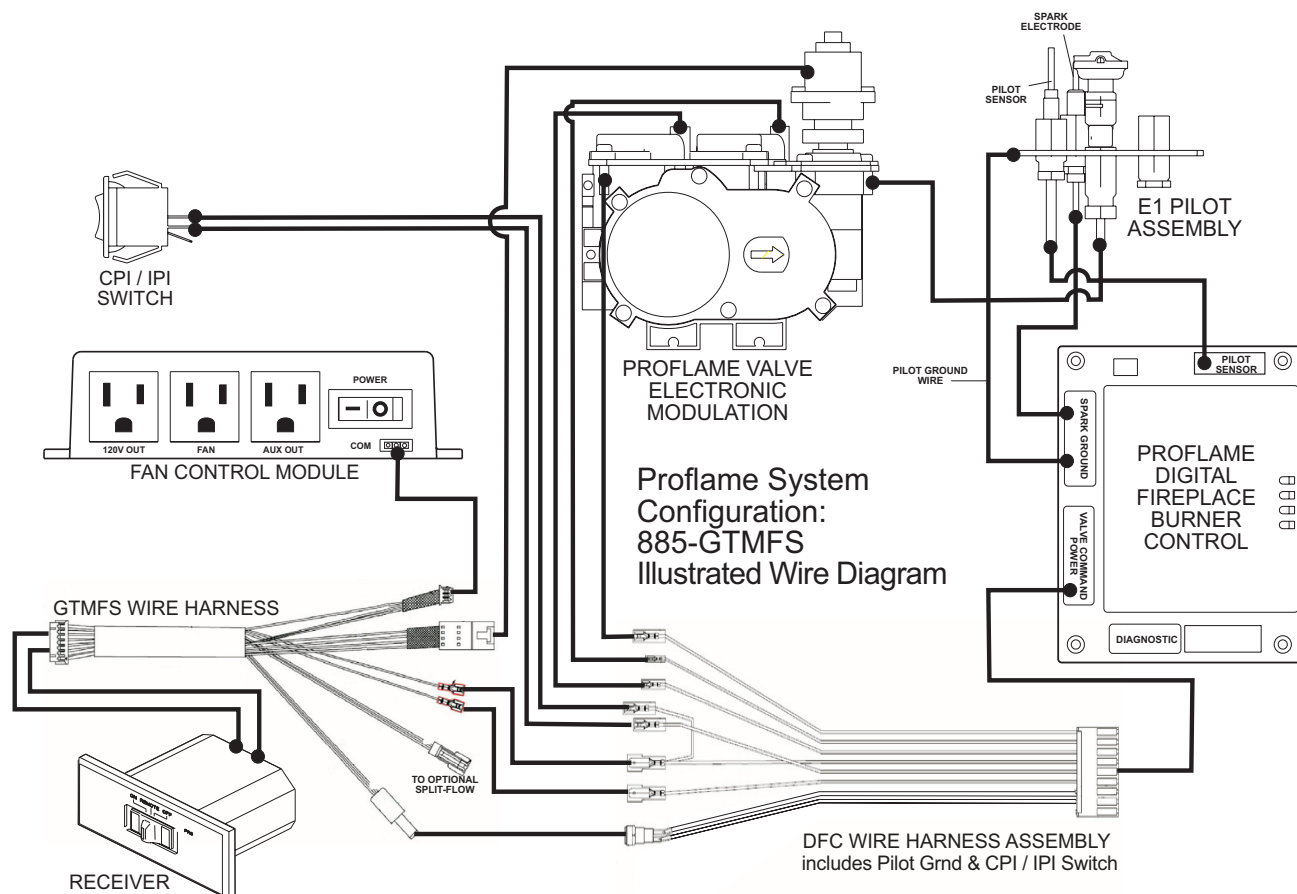 SPARK
ELECTRODE
PILOT
SENSOR
E1 PILOT
ASSEMBLY
CPI / IPI
SWITCH
PROFLAME VALVE
ELECTRONIC
MODULATION
PILOT GROUND
WIRE
PILOT
SENSOR
SPARK GROUND
PROFLAME
DIGITAL
FIREPLACE
BURNER
CONTROL
VALVE COMMAND
POWER
DIAGNOSTIC
POWER
120V OUT
FAN
AUX OUT
COM
FAN CONTROL MODULE
Proflame System
Configuration:
885-GTMFS
Illustrated Wire Diagram
GTMFS WIRE HARNESS
TO OPTIONAL
SPLIT-FLOW
ON REMOTE OFF
RECEIVER
DFC WIRE HARNESS ASSEMBLY
includes Pilot Grnd & CPI / IPI Switch